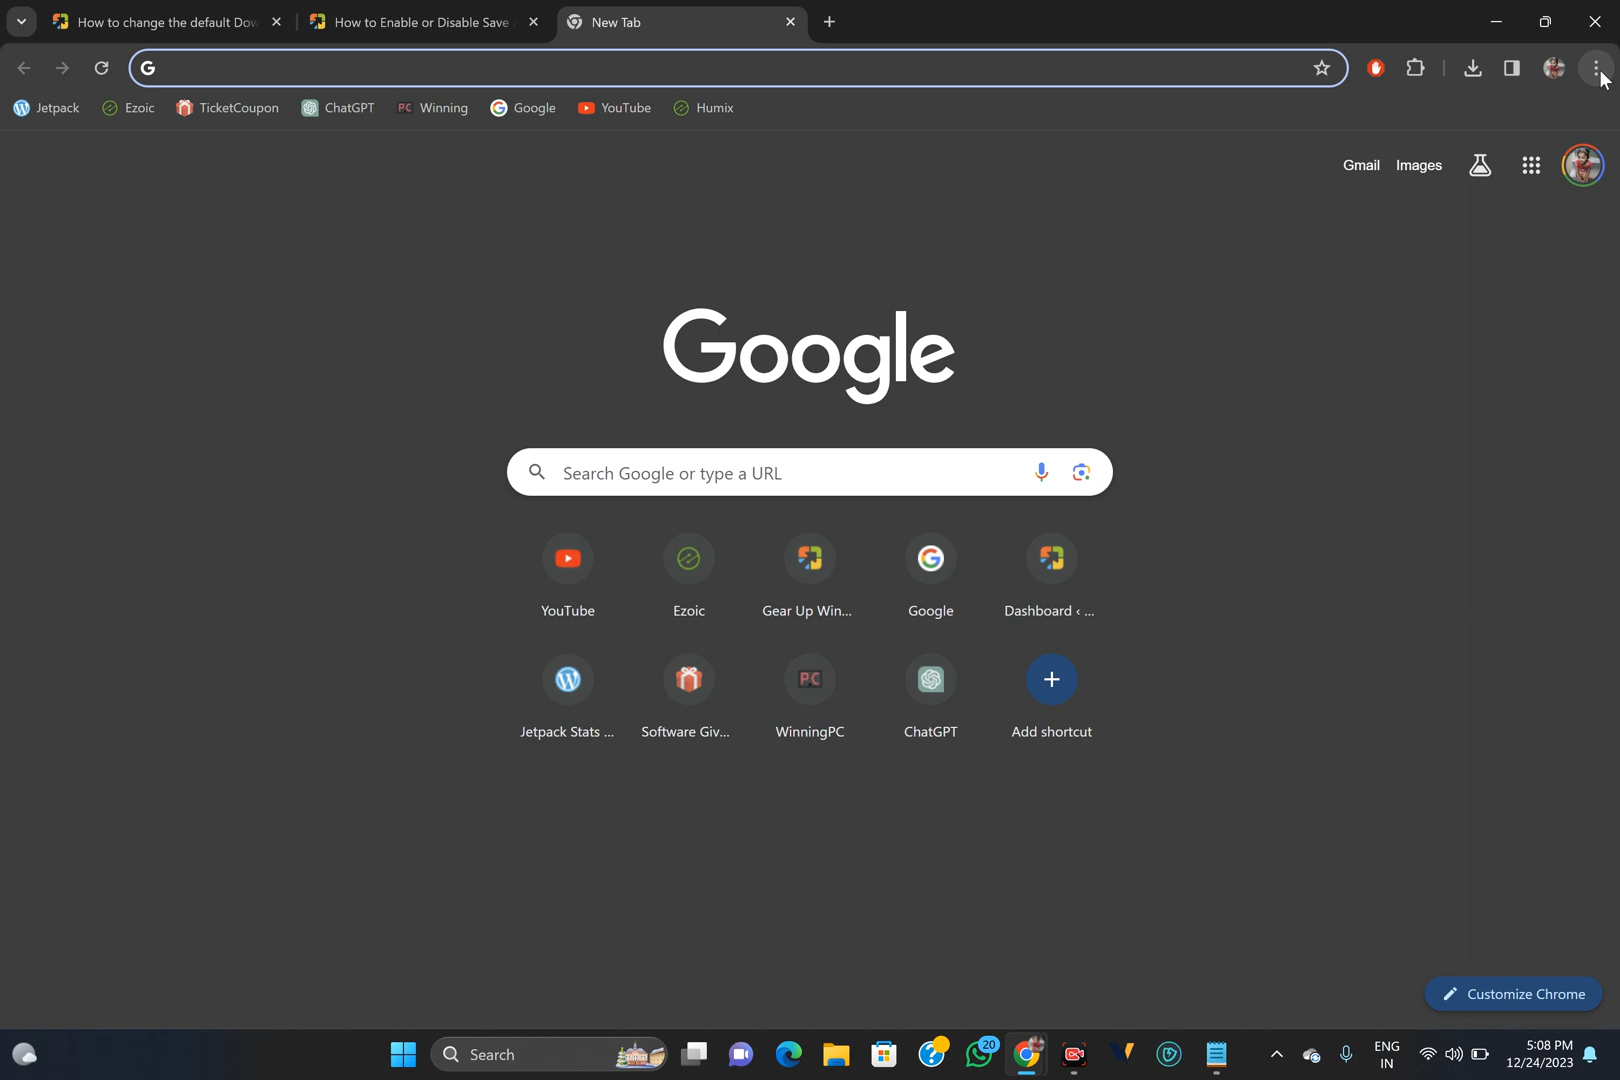 How to change the default Dow
How to Enable or Disable Save
New Tab
G
Jetpack
Ezoic
TicketCoupon
ChatGPT
PC Winning
Google
YouTube
Humix
Gmail
Images
Google
Search Google or type a URL
YouTube
Ezoic
Gear Up Win...
Google
Dashboard ‹ ...
PC
Jetpack Stats ...
Software Giv...
WinningPC
ChatGPT
Add shortcut
Customize Chrome
Search
20
ENG
IN
5:08 PM
12/24/2023